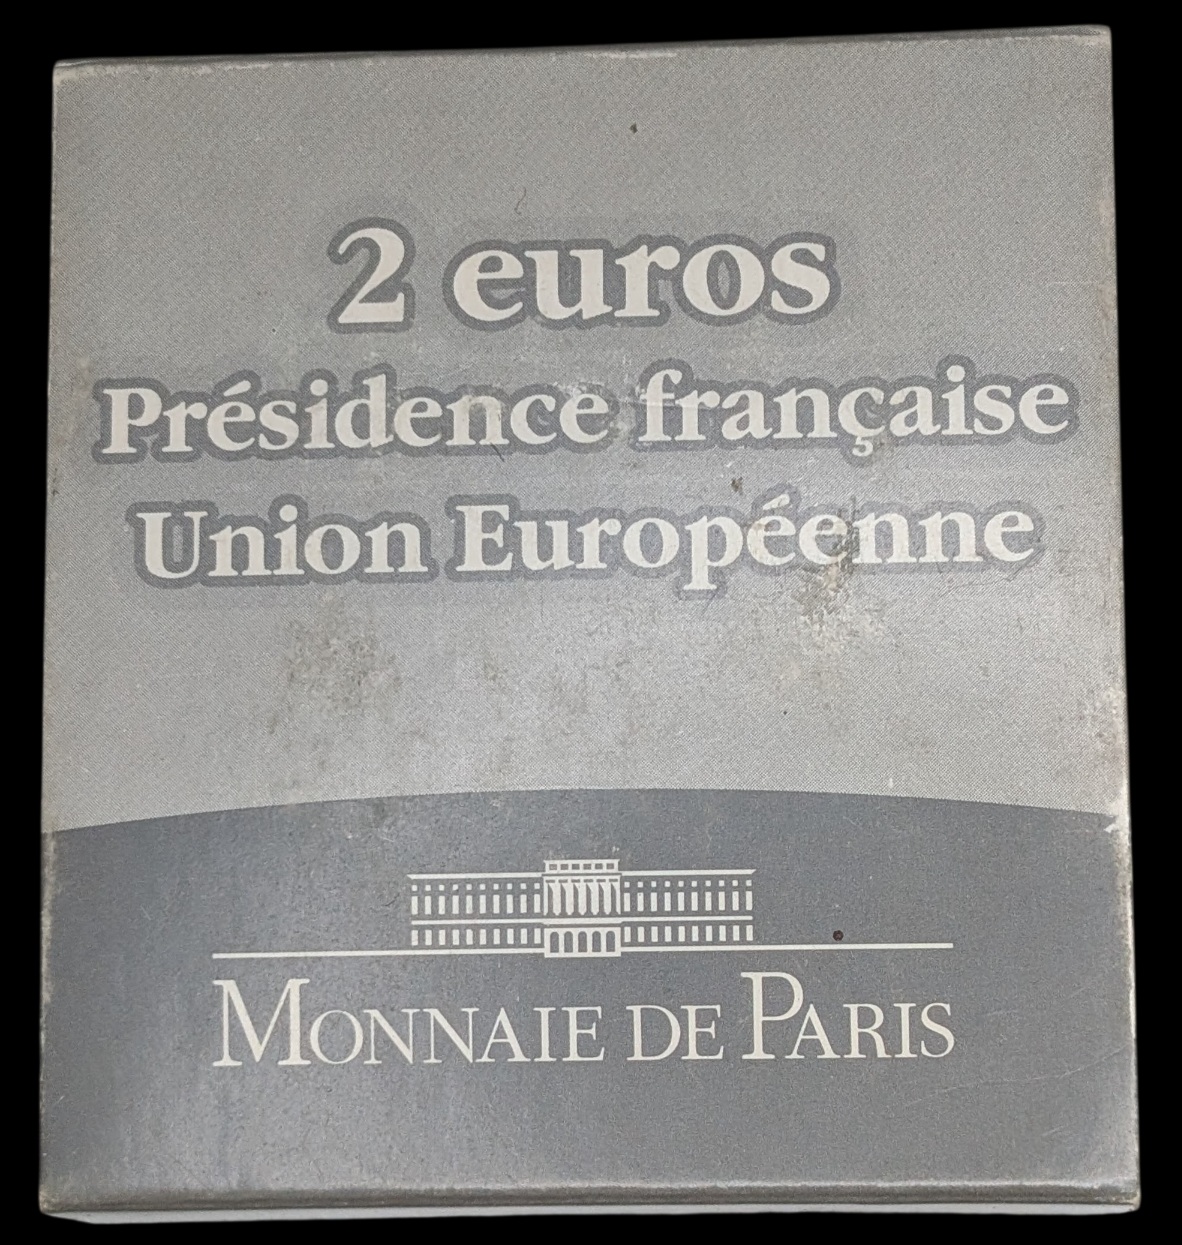 2 euros
Présidence française
Union Européenne
MONNAIE DE PARIS